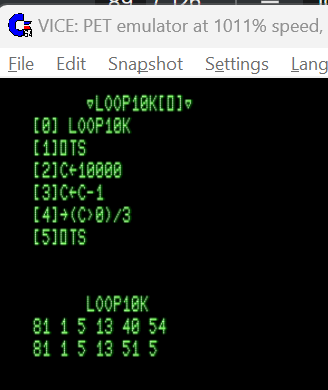 VICE: PET emulator at 1011% speed,
File Edit Snapshot Settings Lang
∇LOOP10K[⎕]∇
[0] LOOP10K
[1]⎕TS
[2]C←10000
[3]C←C-1
[4]→(C>0)/3
[5]⎕TS
LOOP10K
81 1 5 13 40 54
81 1 5 13 51 5